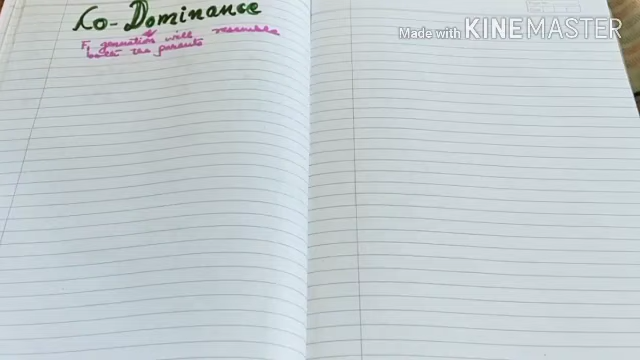 Co-Dominance
F1 generation will resemble
both the parents
Made with KINEMASTER